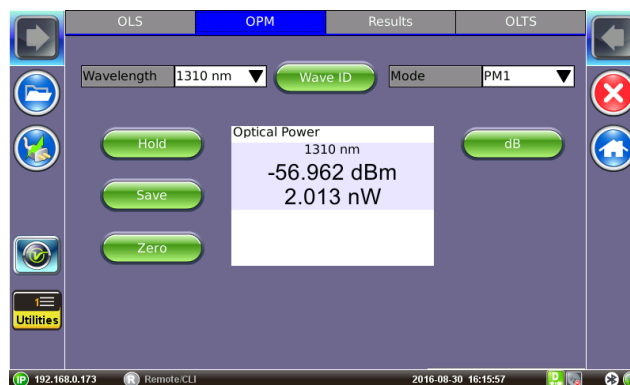 OLS OPM Results OLTS
Wavelength 1310 nm Wave ID Mode PM1
Hold Optical Power dB
1310 nm
-56.962 dBm
Save 2.013 nW
Zero
1
Utilities
IP 192.168.0.173 R Remote/CLI 2016-08-30 16:15:57 D